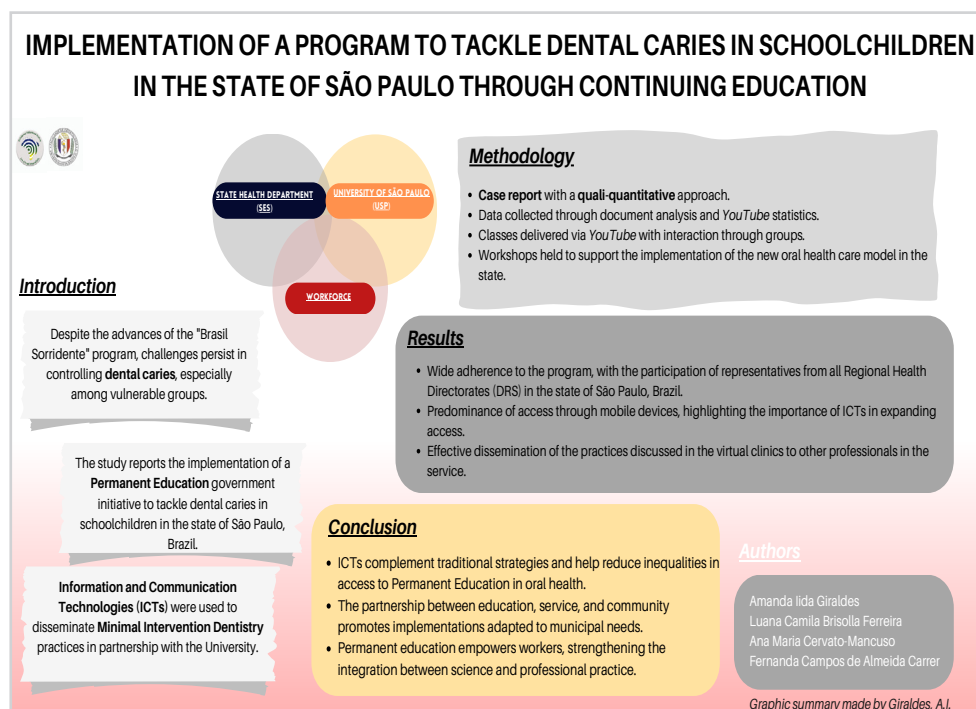 IMPLEMENTATION OF A PROGRAM TO TACKLE DENTAL CARIES IN SCHOOLCHILDREN
IN THE STATE OF SÃO PAULO THROUGH CONTINUING EDUCATION
STATE HEALTH DEPARTMENT
(SES)
UNIVERSITY OF SÃO PAULO
(USP)
WORKFORCE
Introduction
Despite the advances of the "Brasil
Sorridente" program, challenges persist in
controlling dental caries, especially
among vulnerable groups.
The study reports the implementation of a
Permanent Education government
initiative to tackle dental caries in
schoolchildren in the state of São Paulo,
Brazil.
Information and Communication
Technologies (ICTs) were used to
disseminate Minimal Intervention Dentistry
practices in partnership with the University.
Methodology
• Case report with a quali-quantitative approach.
• Data collected through document analysis and YouTube statistics.
• Classes delivered via YouTube with interaction through groups.
• Workshops held to support the implementation of the new oral health care model in the
state.
Results
• Wide adherence to the program, with the participation of representatives from all Regional Health
Directorates (DRS) in the state of São Paulo, Brazil.
• Predominance of access through mobile devices, highlighting the importance of ICTs in expanding
access.
• Effective dissemination of the practices discussed in the virtual clinics to other professionals in the
service.
Conclusion
• ICTs complement traditional strategies and help reduce inequalities in
access to Permanent Education in oral health.
• The partnership between education, service, and community
promotes implementations adapted to municipal needs.
• Permanent education empowers workers, strengthening the
integration between science and professional practice.
Authors
Amanda Iida Giraldes
Luana Camila Brisolla Ferreira
Ana Maria Cervato-Mancuso
Fernanda Campos de Almeida Carrer
Graphic summary made by Giraldes, A.I.